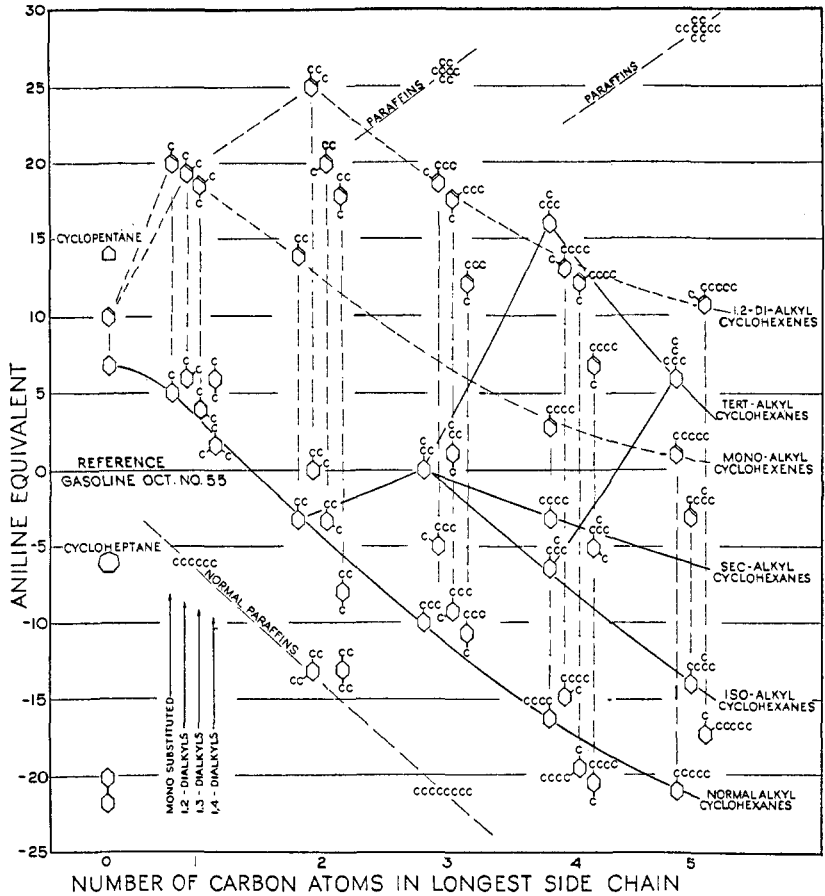 30
25
20
15
10
5
0
-5
-10
-15
-20
-25
ANILINE EQUIVALENT
PARAFFINS
PARAFFINS
CYCLOPENTANE
REFERENCE
GASOLINE OCT. NO. 55
CYCLOHEPTANE
CCCCCC
NORMAL PARAFFINS
MONO SUBSTITUTED
1,2 - DIALKYLS
1,3 - DIALKYLS
1,4 - DIALKYLS
CCCCCCCC
1,2-DI-ALKYL
CYCLOHEXENES
TERT-ALKYL
CYCLOHEXANES
MONO-ALKYL
CYCLOHEXENES
SEC-ALKYL
CYCLOHEXANES
ISO-ALKYL
CYCLOHEXANES
NORMAL ALKYL
CYCLOHEXANES
0 1 2 3 4 5
NUMBER OF CARBON ATOMS IN LONGEST SIDE CHAIN